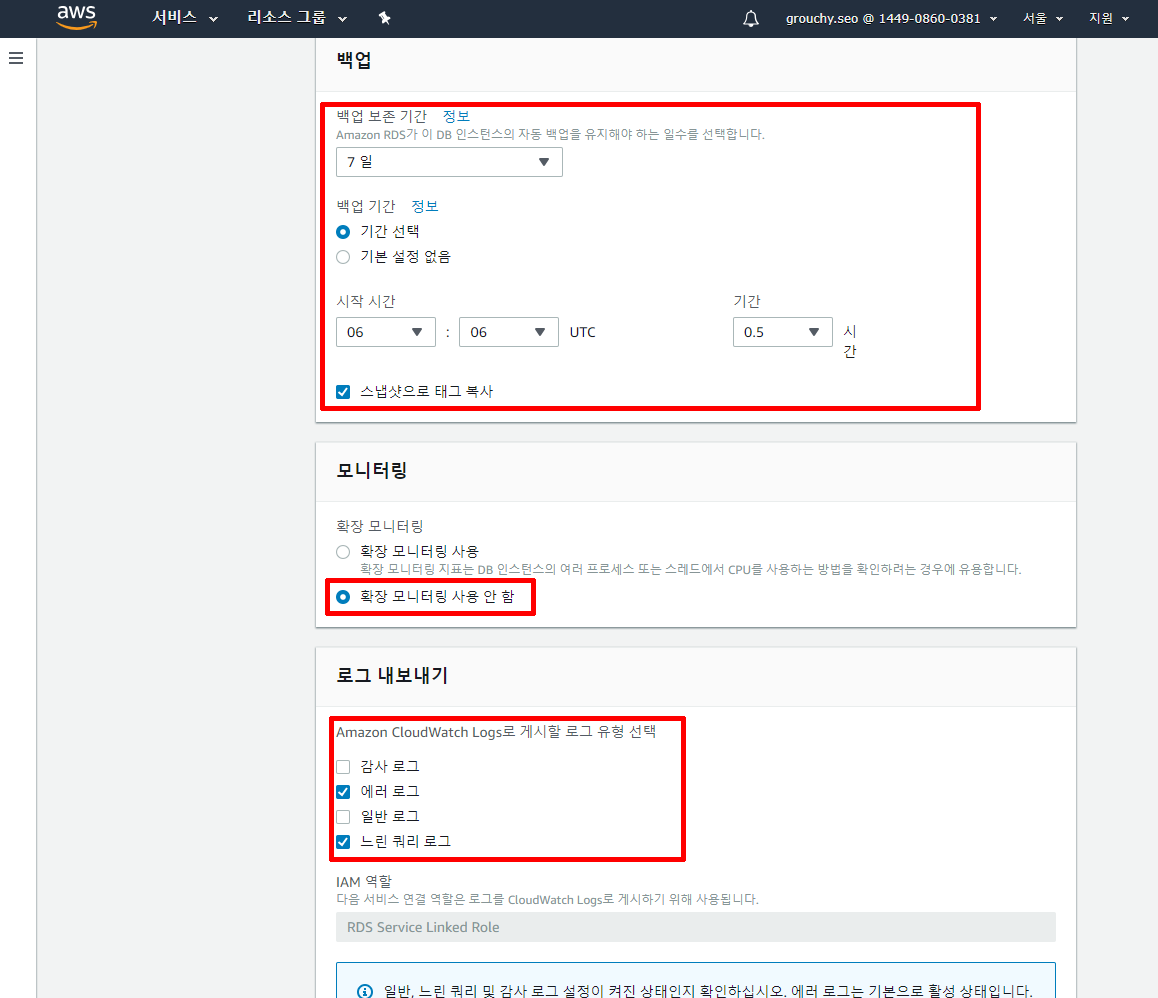 aws 서비스 리소스 그룹 grouchy.seo @ 1449-0860-0381 서울 지원
백업
백업 보존 기간 정보
Amazon RDS가 이 DB 인스턴스의 자동 백업을 유지해야 하는 일수를 선택합니다.
7 일
백업 기간 정보
기간 선택
기본 설정 없음
시작 시간 기간
06 : 06 UTC 0.5 시
간
스냅샷으로 태그 복사
모니터링
확장 모니터링
확장 모니터링 사용
확장 모니터링 지표는 DB 인스턴스의 여러 프로세스 또는 스레드에서 CPU를 사용하는 방법을 확인하려는 경우에 유용합니다.
확장 모니터링 사용 안 함
로그 내보내기
Amazon CloudWatch Logs로 게시할 로그 유형 선택
감사 로그
에러 로그
일반 로그
느린 쿼리 로그
IAM 역할
다음 서비스 연결 역할은 로그를 CloudWatch Logs로 게시하기 위해 사용됩니다.
RDS Service Linked Role
일반, 느린 쿼리 및 감사 로그 설정이 켜진 상태인지 확인하십시오. 에러 로그는 기본으로 활성 상태입니다.